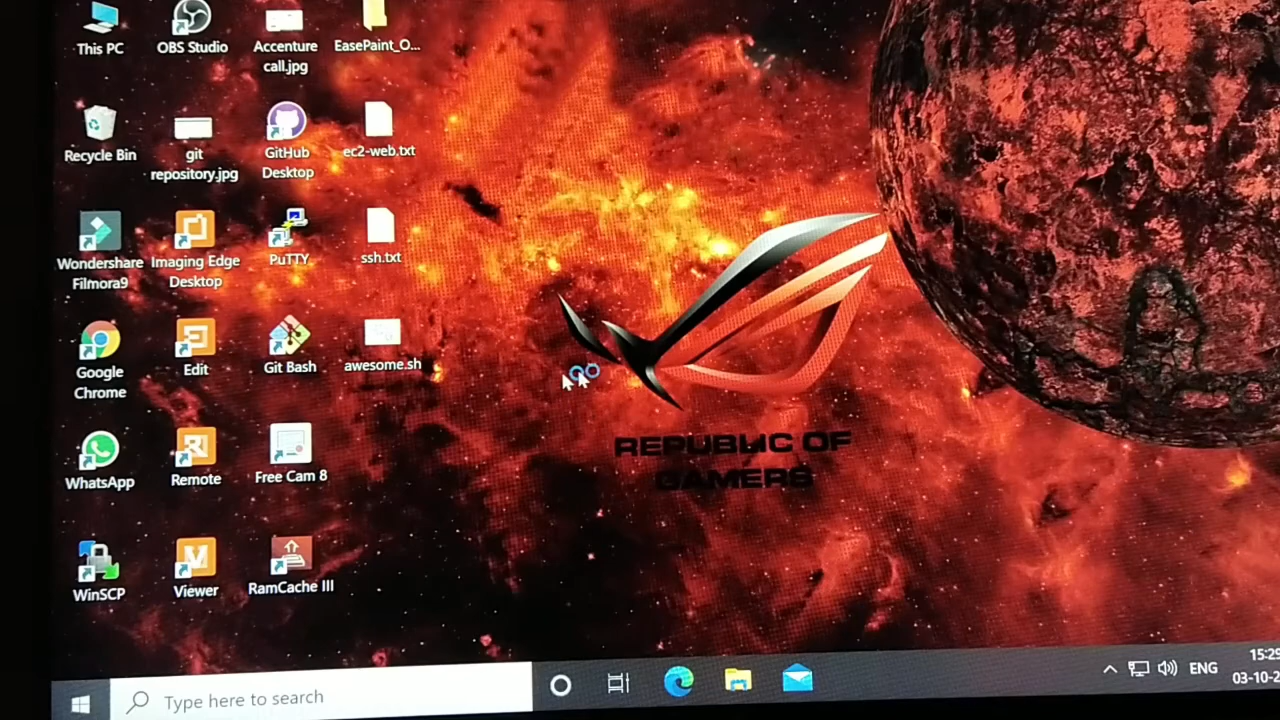 This PC
OBS Studio
Accenture
call.jpg
EasePaint_O...
Recycle Bin
git
repository.jpg
GitHub
Desktop
ec2-web.txt
Wondershare
Filmora9
Imaging Edge
Desktop
PuTTY
ssh.txt
Google
Chrome
Edit
Git Bash
awesome.sh
WhatsApp
Remote
Free Cam 8
WinSCP
Viewer
RamCache III
REPUBLIC OF
GAMERS
Type here to search
ENG
15:29
03-10-2